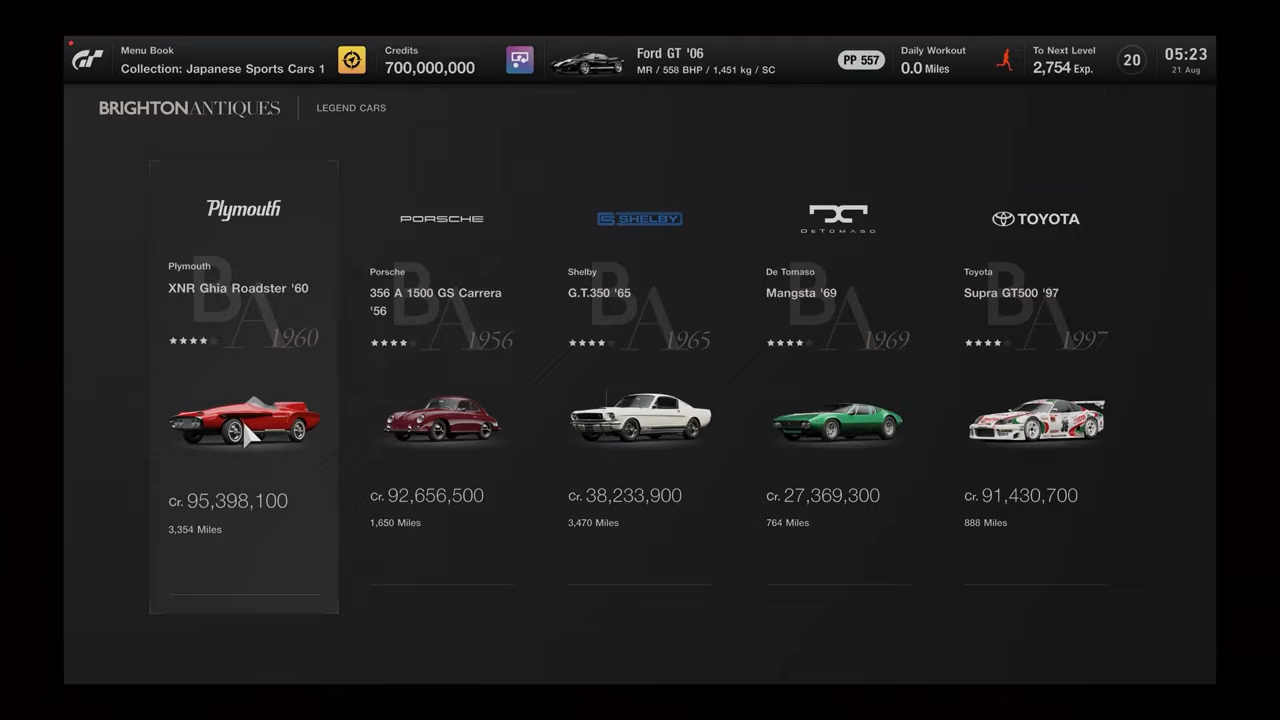 Menu Book
Collection: Japanese Sports Cars 1
Credits
700,000,000
Ford GT '06
MR / 558 BHP / 1,451 kg / SC
PP 557
Daily Workout
0.0 Miles
To Next Level
2,754 Exp.
20
05:23
21 Aug
BRIGHTONANTIQUES
LEGEND CARS
Plymouth
Plymouth
XNR Ghia Roadster '60
BA 1960
Cr. 95,398,100
3,354 Miles
PORSCHE
Porsche
356 A 1500 GS Carrera
'56
BA 1956
Cr. 92,656,500
1,650 Miles
SHELBY
Shelby
G.T.350 '65
BA 1965
Cr. 38,233,900
3,470 Miles
DETOMASO
De Tomaso
Mangsta '69
BA 1969
Cr. 27,369,300
764 Miles
TOYOTA
Toyota
Supra GT500 '97
BA 1997
Cr. 91,430,700
888 Miles